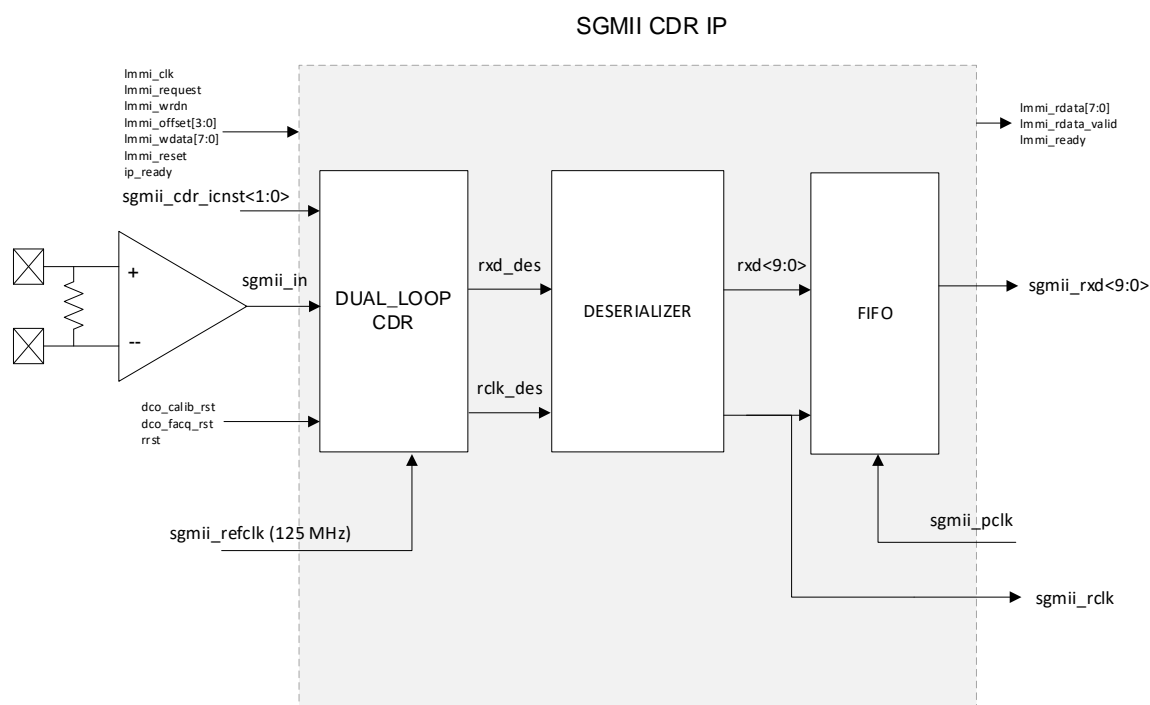 SGMII CDR IP
lmmi_clk
lmmi_request
lmmi_wrdn
lmmi_offset[3:0]
lmmi_wdata[7:0]
lmmi_reset
ip_ready
lmmi_rdata[7:0]
lmmi_rdata_valid
lmmi_ready
sgmii_cdr_icnst<1:0>
+
--
sgmii_in
DUAL_LOOP
CDR
rxd_des
rclk_des
DESERIALIZER
rxd<9:0>
FIFO
sgmii_rxd<9:0>
dco_calib_rst
dco_facq_rst
rrst
sgmii_refclk (125 MHz)
sgmii_pclk
sgmii_rclk